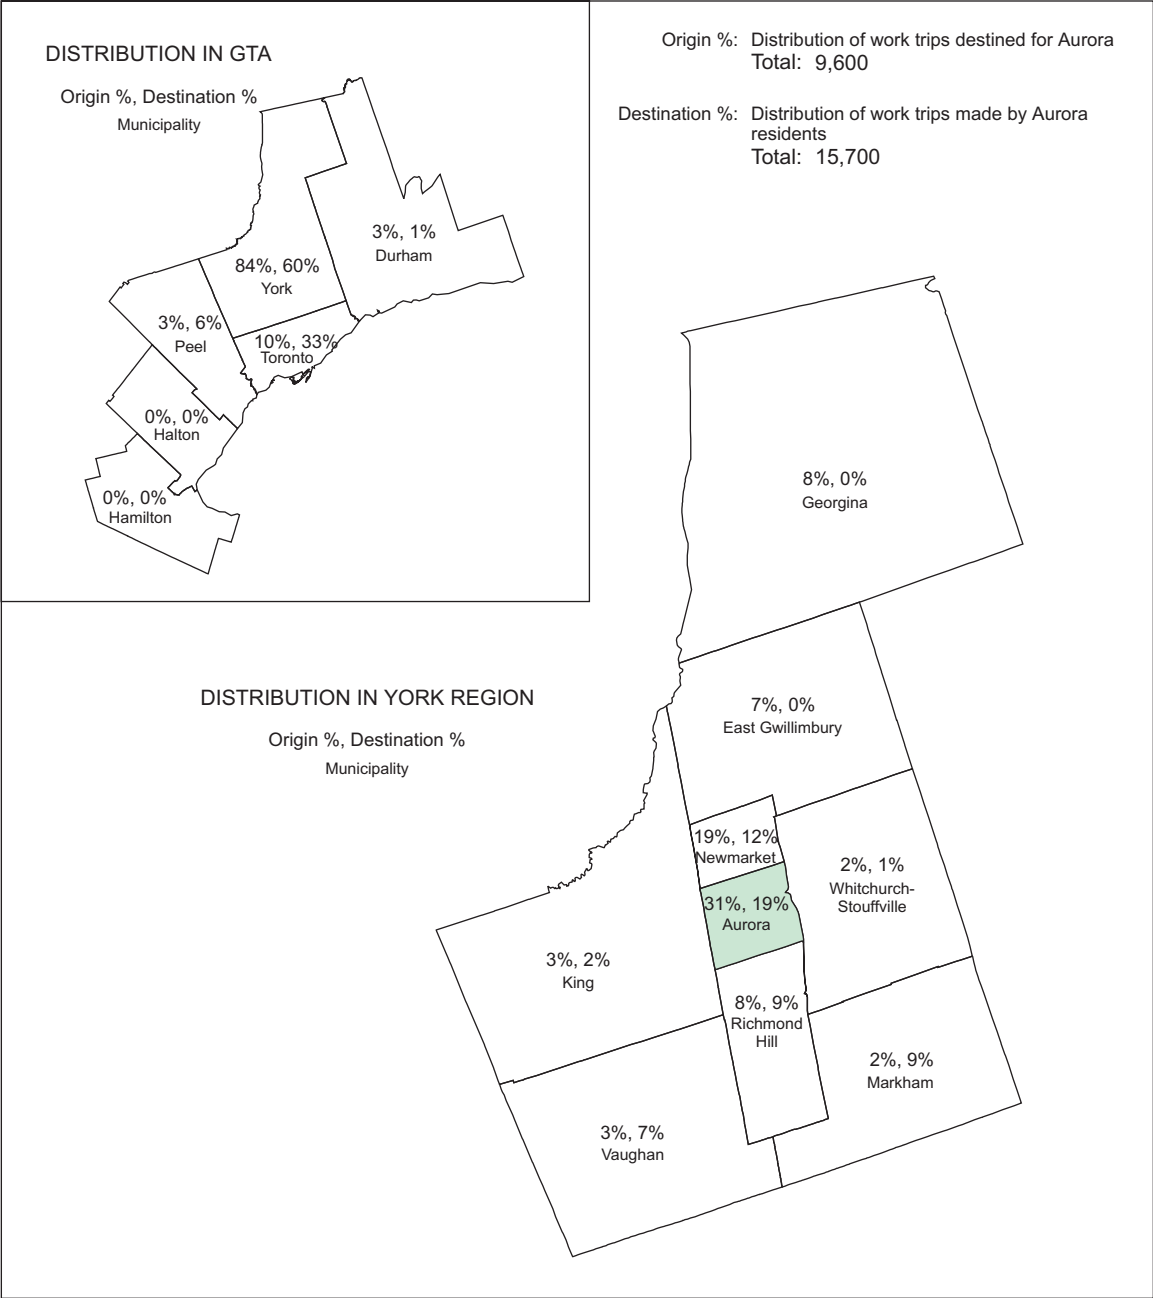 DISTRIBUTION IN GTA
Origin %, Destination %
Municipality
3%, 1%
Durham
84%, 60%
York
3%, 6%
Peel
10%, 33%
Toronto
0%, 0%
Halton
0%, 0%
Hamilton
Origin %: Distribution of work trips destined for Aurora
Total: 9,600
Destination %: Distribution of work trips made by Aurora
residents
Total: 15,700
DISTRIBUTION IN YORK REGION
Origin %, Destination %
Municipality
8%, 0%
Georgina
7%, 0%
East Gwillimbury
19%, 12%
Newmarket
2%, 1%
Whitchurch-
Stouffville
31%, 19%
Aurora
3%, 2%
King
8%, 9%
Richmond
Hill
2%, 9%
Markham
3%, 7%
Vaughan